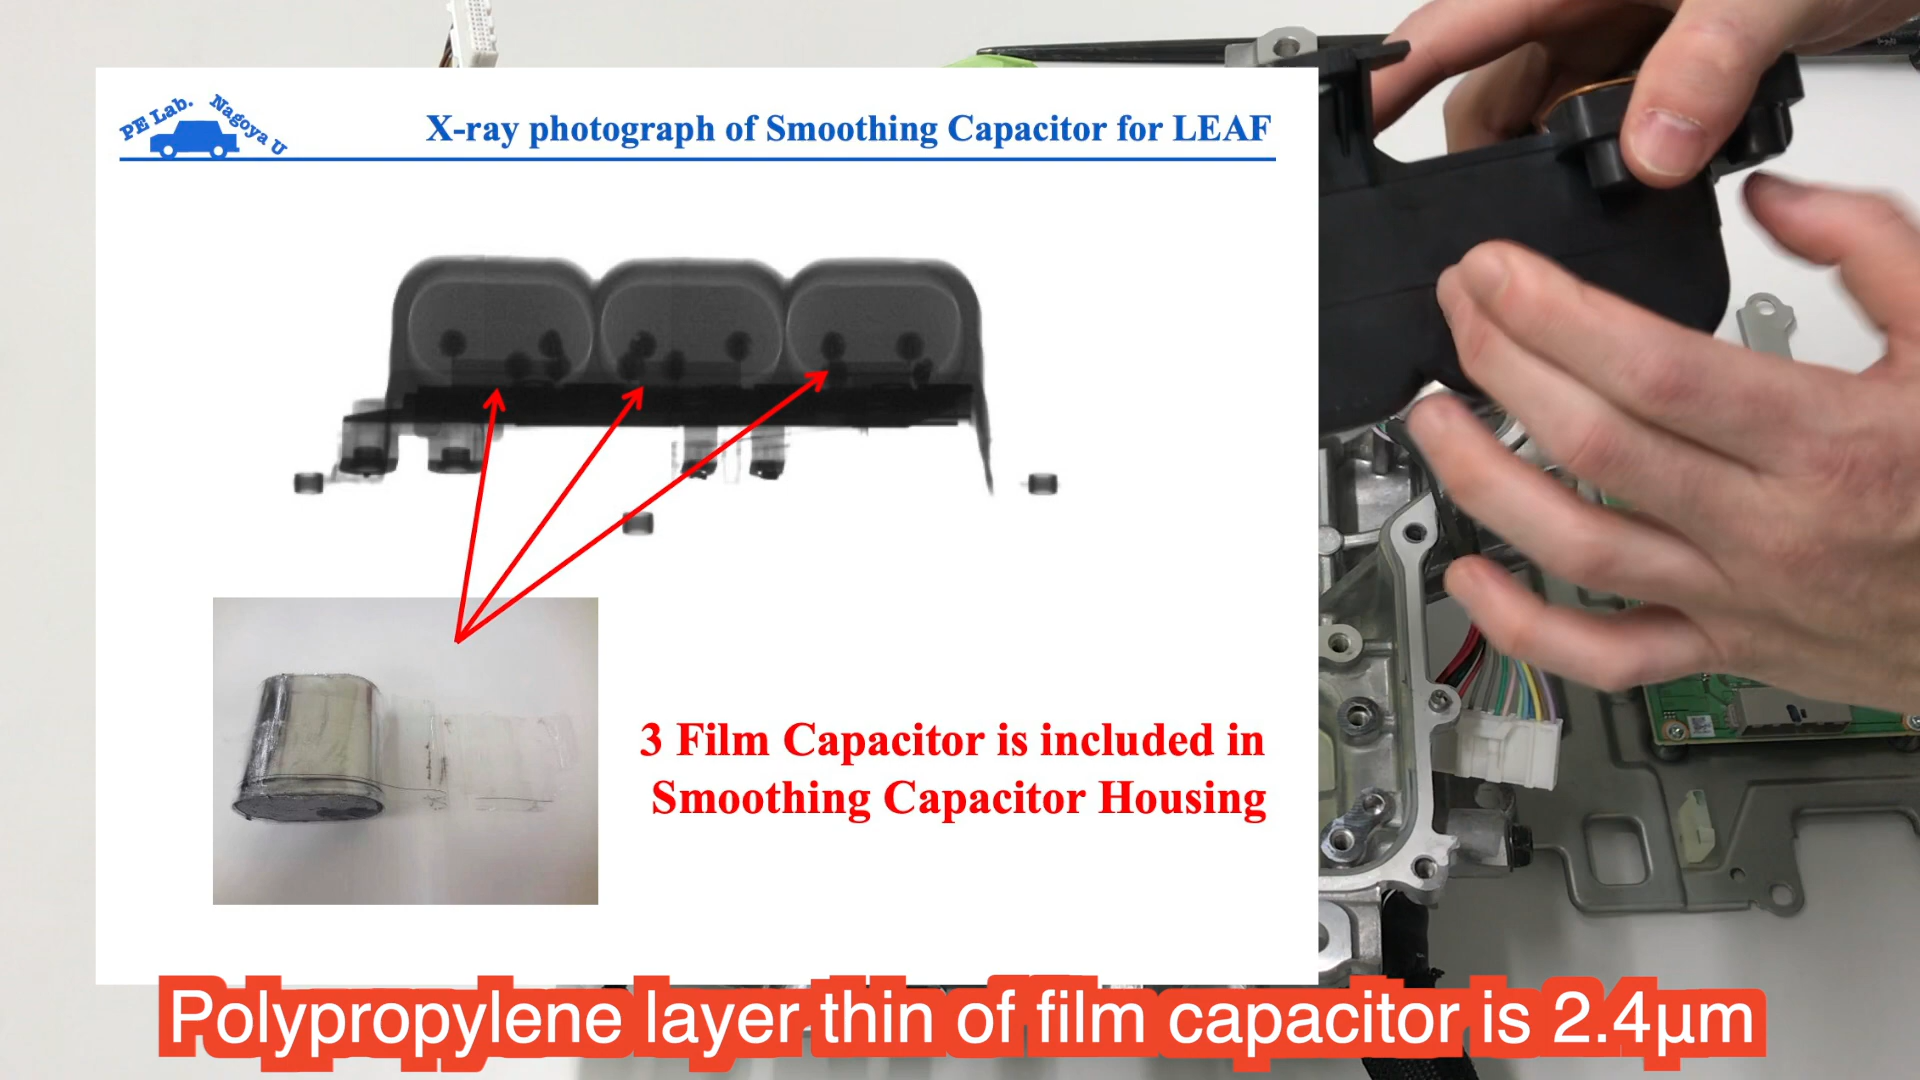 PE Lab. Nagoya U
X-ray photograph of Smoothing Capacitor for LEAF
3 Film Capacitor is included in
Smoothing Capacitor Housing
Polypropylene layer thin of film capacitor is 2.4µm